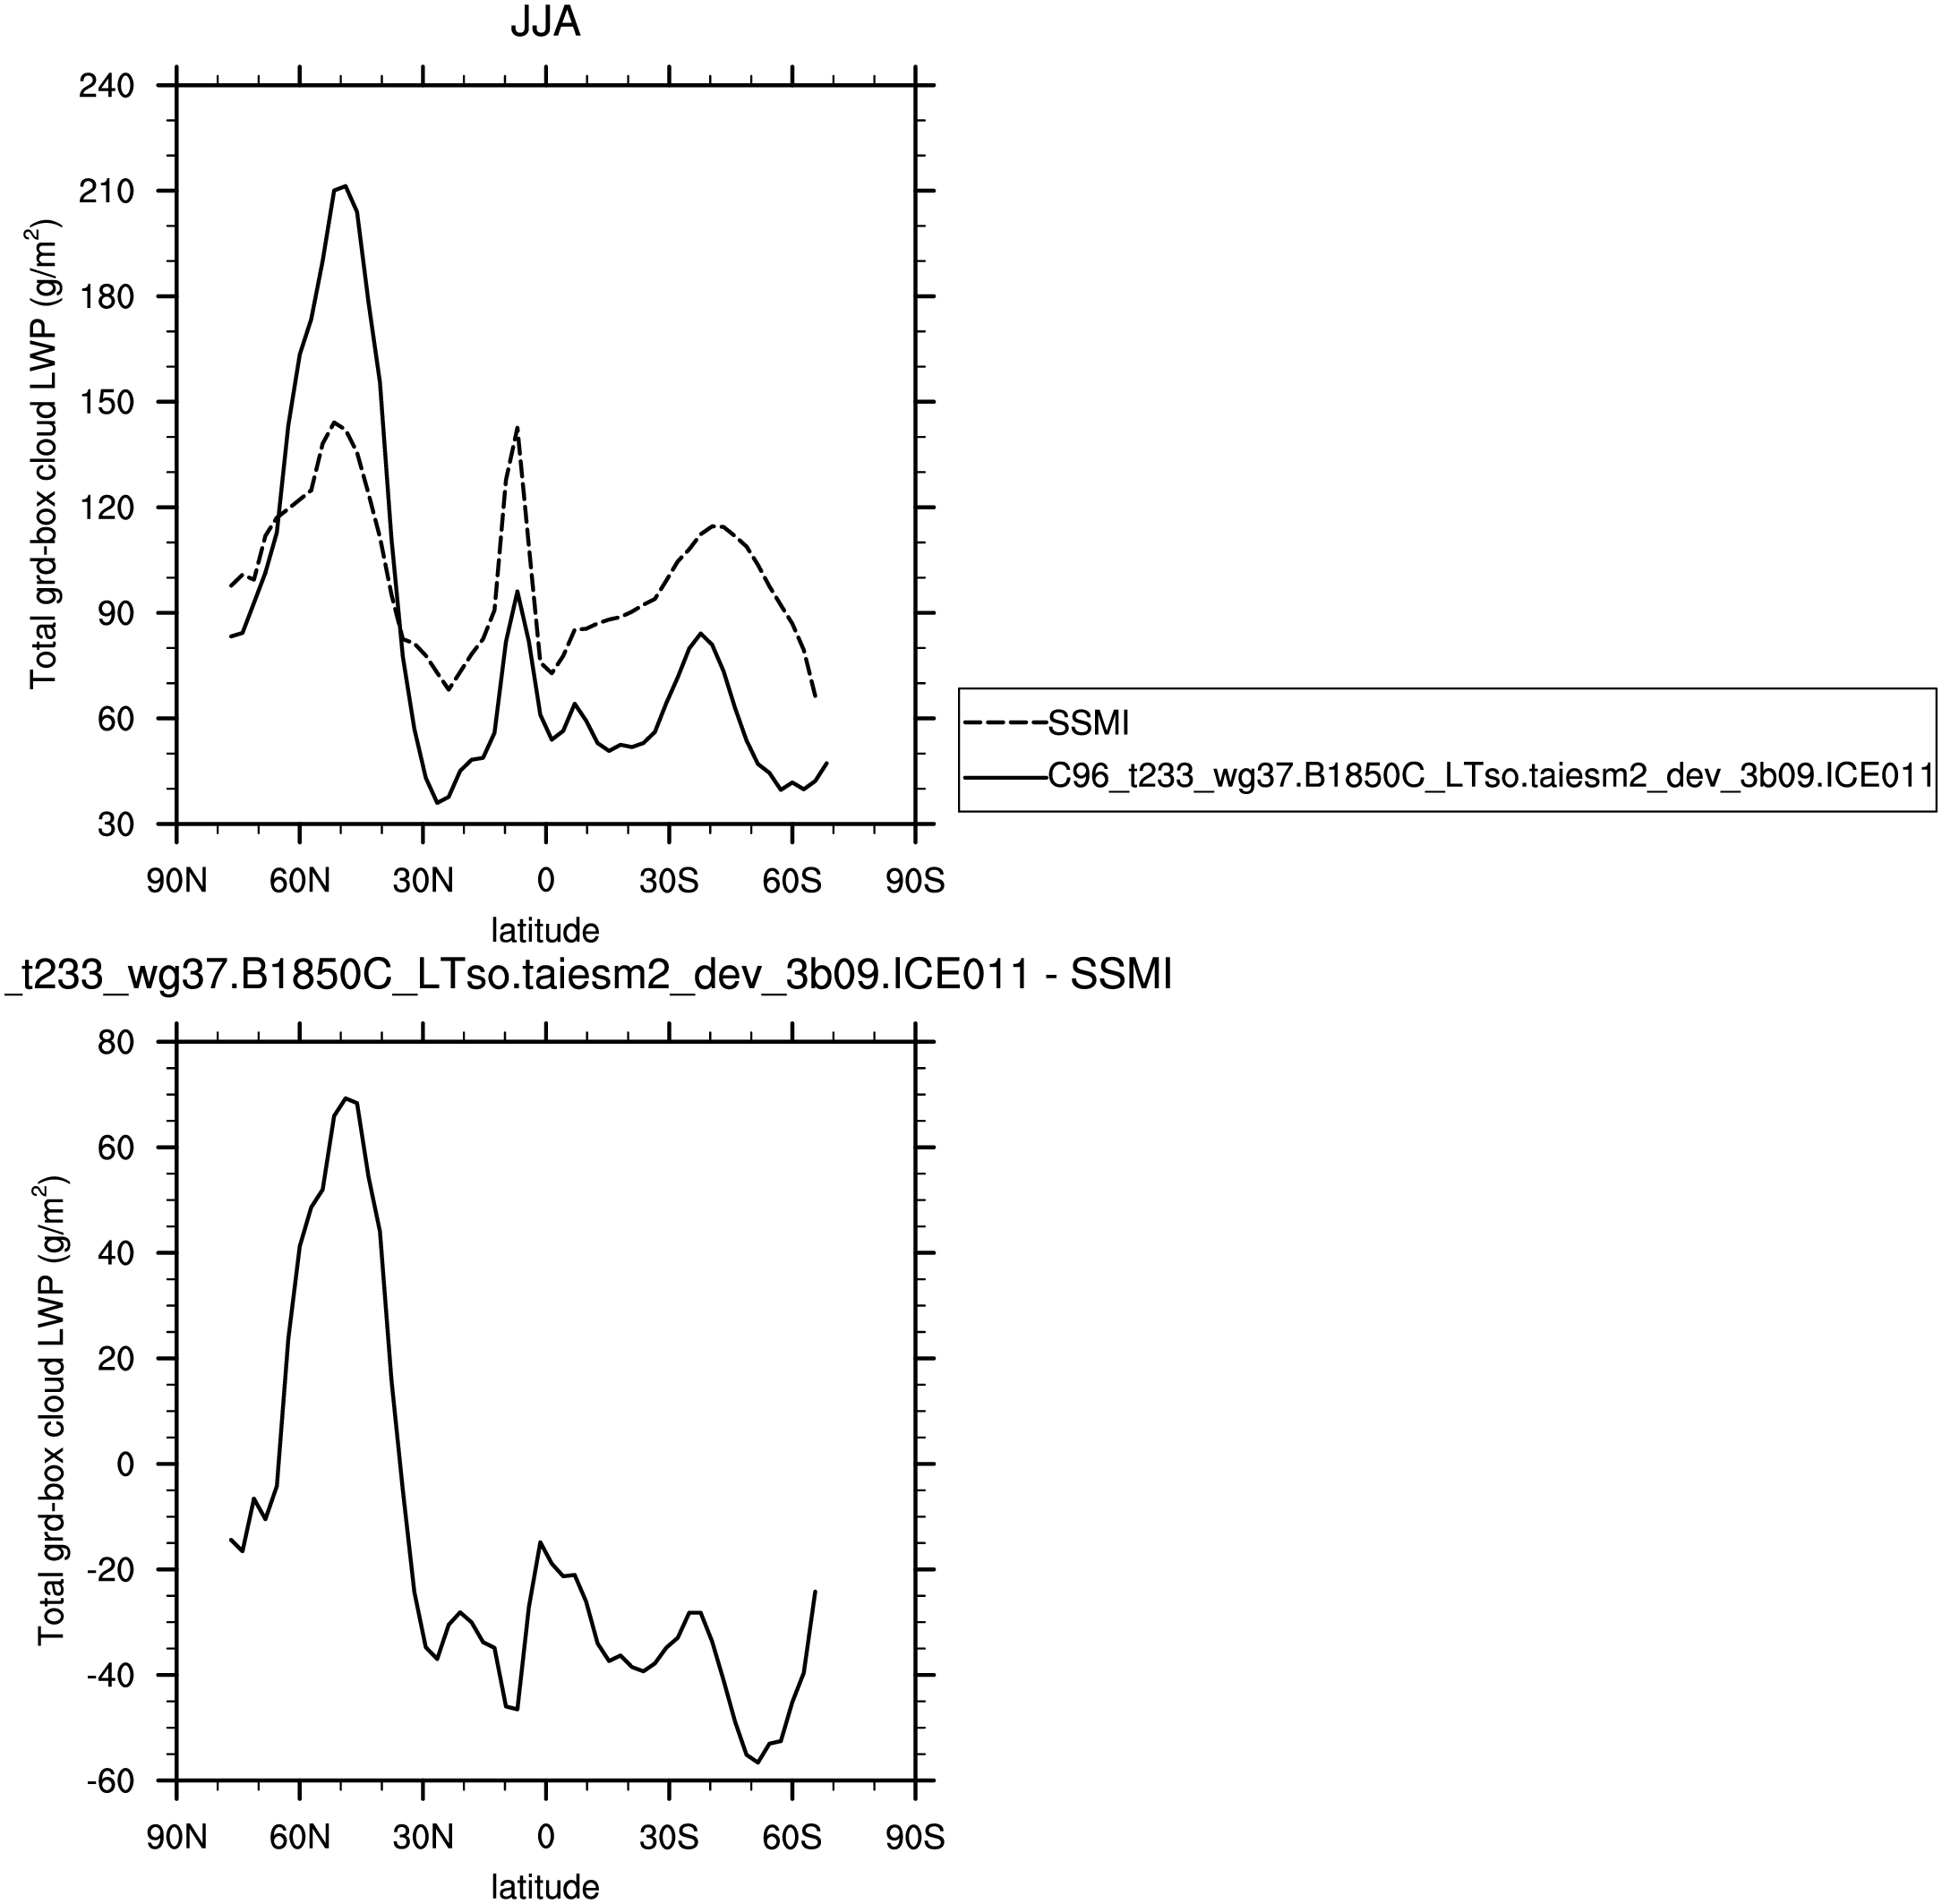 JJA
Total grd-box cloud LWP (g/m²)
240
210
180
150
120
90
60
30
90N 60N 30N 0 30S 60S 90S
latitude
SSMI
C96_t233_wg37.B1850C_LTso.taiesm2_dev_3b09.ICE011
_t233_wg37.B1850C_LTso.taiesm2_dev_3b09.ICE011 - SSMI
Total grd-box cloud LWP (g/m²)
80
60
40
20
0
-20
-40
-60
90N 60N 30N 0 30S 60S 90S
latitude